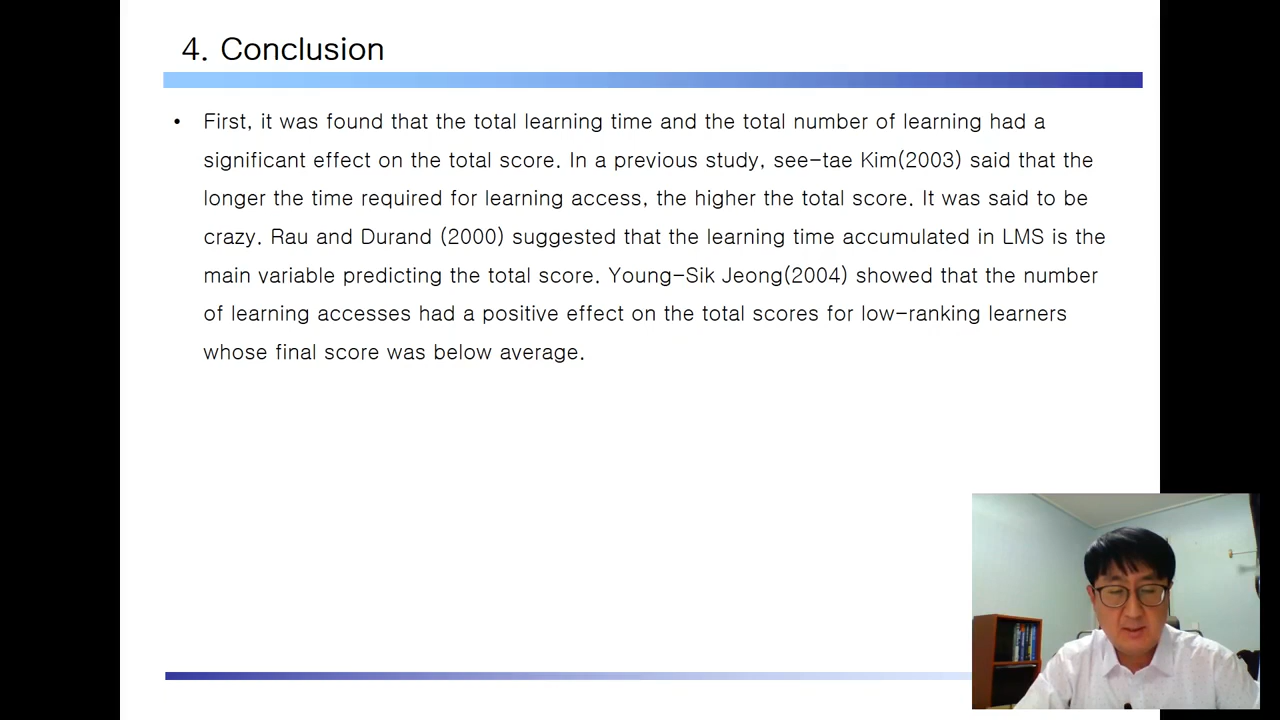 4. Conclusion
• First, it was found that the total learning time and the total number of learning had a
significant effect on the total score. In a previous study, see-tae Kim(2003) said that the
longer the time required for learning access, the higher the total score. It was said to be
crazy. Rau and Durand (2000) suggested that the learning time accumulated in LMS is the
main variable predicting the total score. Young-Sik Jeong(2004) showed that the number
of learning accesses had a positive effect on the total scores for low-ranking learners
whose final score was below average.